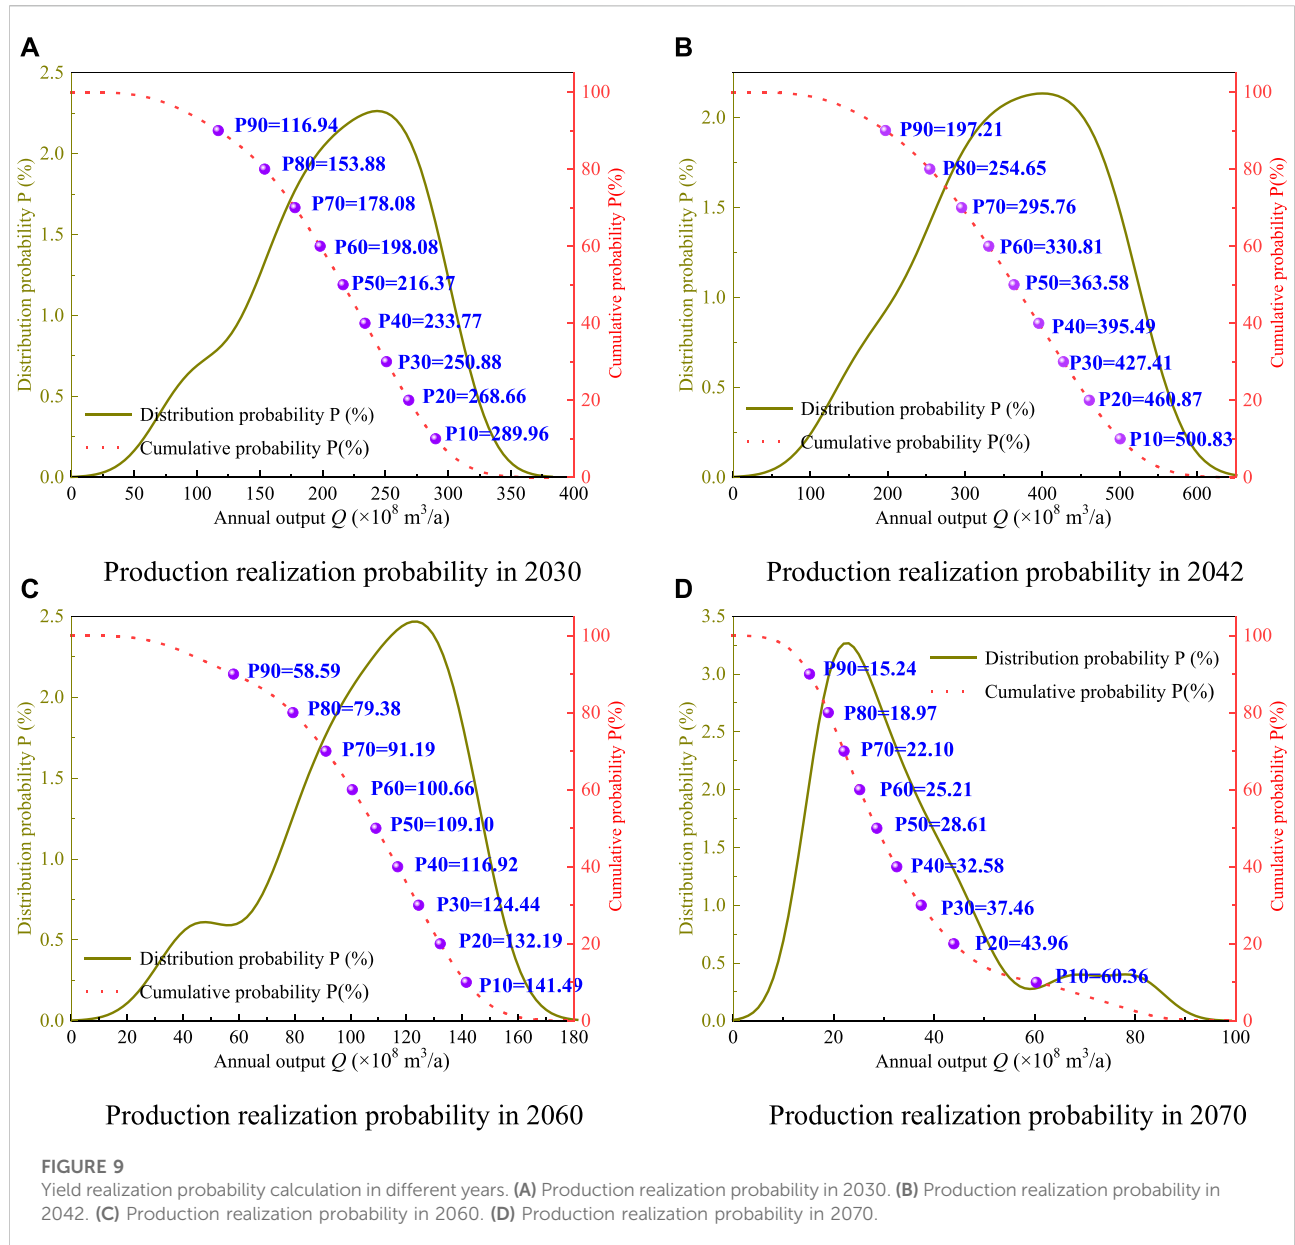 A
2.5
2.0
1.5
1.0
0.5
0.0
Distribution probability P (%)
100
80
60
40
20
0
Cumulative probability P(%)
P90=116.94
P80=153.88
P70=178.08
P60=198.08
P50=216.37
P40=233.77
P30=250.88
P20=268.66
P10=289.96
Distribution probability P (%)
Cumulative probability P(%)
0 50 100 150 200 250 300 350 400
Annual output Q (×10⁸ m³/a)
Production realization probability in 2030
B
2.0
1.5
1.0
0.5
0.0
Distribution probability P (%)
100
80
60
40
20
0
Cumulative probability P(%)
P90=197.21
P80=254.65
P70=295.76
P60=330.81
P50=363.58
P40=395.49
P30=427.41
P20=460.87
P10=500.83
Distribution probability P (%)
Cumulative probability P(%)
0 100 200 300 400 500 600
Annual output Q (×10⁸ m³/a)
Production realization probability in 2042
C
2.5
2.0
1.5
1.0
0.5
0.0
Distribution probability P (%)
100
80
60
40
20
0
Cumulative probability P(%)
P90=58.59
P80=79.38
P70=91.19
P60=100.66
P50=109.10
P40=116.92
P30=124.44
P20=132.19
P10=141.49
Distribution probability P (%)
Cumulative probability P(%)
0 20 40 60 80 100 120 140 160 180
Annual output Q (×10⁸ m³/a)
Production realization probability in 2060
D
3.5
3.0
2.5
2.0
1.5
1.0
0.5
0.0
Distribution probability P (%)
100
80
60
40
20
0
Cumulative probability P(%)
Distribution probability P (%)
Cumulative probability P(%)
P90=15.24
P80=18.97
P70=22.10
P60=25.21
P50=28.61
P40=32.58
P30=37.46
P20=43.96
P10=60.36
0 20 40 60 80 100
Annual output Q (×10⁸ m³/a)
Production realization probability in 2070
FIGURE 9
Yield realization probability calculation in different years. (A) Production realization probability in 2030. (B) Production realization probability in
2042. (C) Production realization probability in 2060. (D) Production realization probability in 2070.